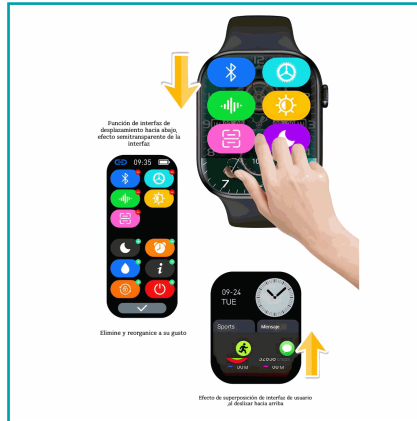 Función de interfaz de
desplazamiento hacia abajo,
efecto semitransparente de la
interfaz
09:35
Elimine y reorganice a su gusto
09-24
TUE
Sports
Mensaje
Efecto de superposición de interfaz de usuario
,al deslizar hacia arriba